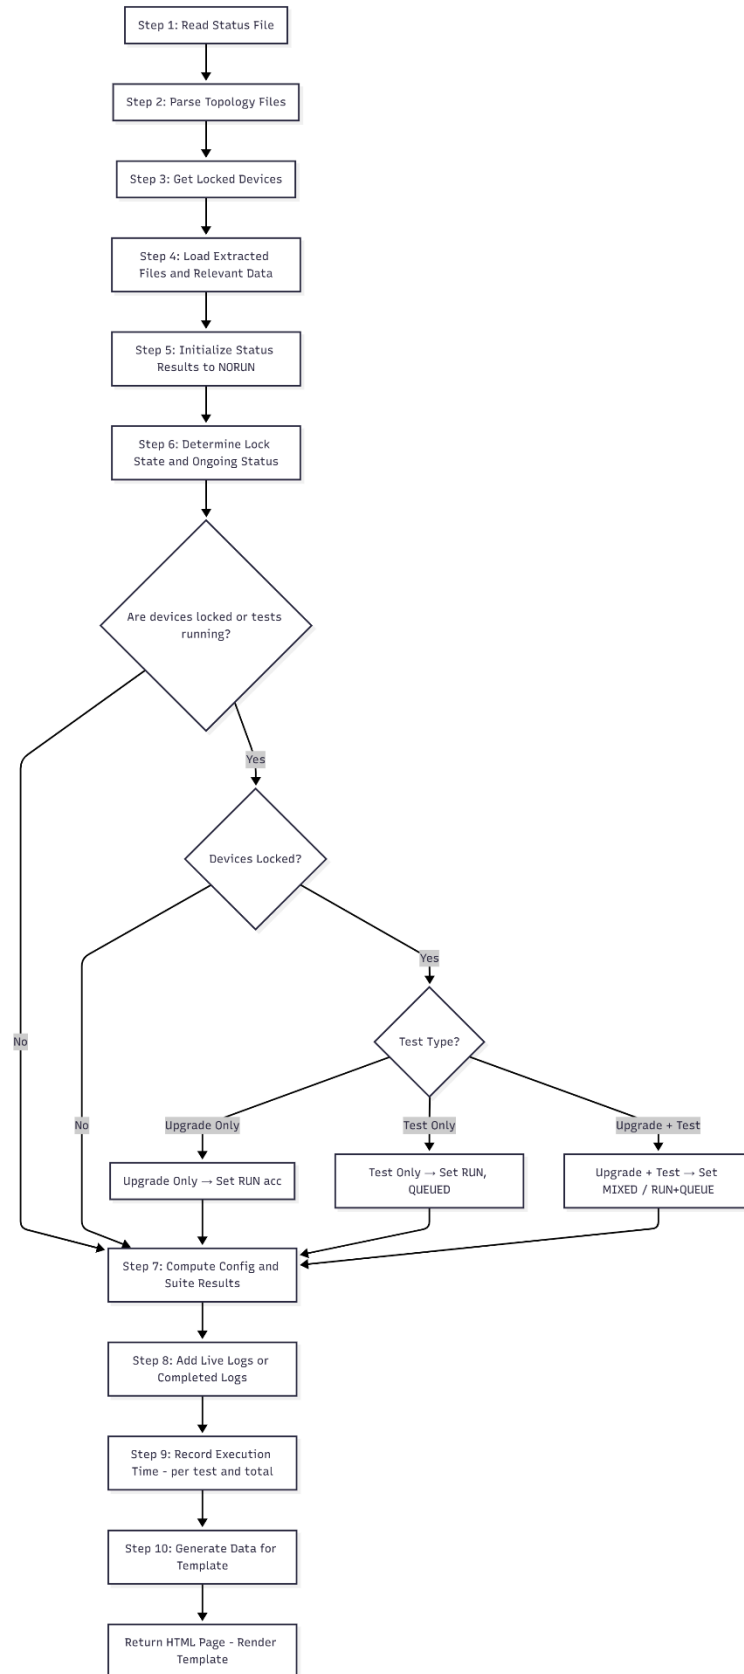 Step 1: Read Status File
Step 2: Parse Topology Files
Step 3: Get Locked Devices
Step 4: Load Extracted
Files and Relevant Data
Step 5: Initialize Status
Results to NORUN
Step 6: Determine Lock
State and Ongoing Status
Are devices locked or tests
running?
Yes
Devices Locked?
Yes
No
Test Type?
No
Upgrade Only
Test Only
Upgrade + Test
Upgrade Only → Set RUN acc
Test Only → Set RUN,
QUEUED
Upgrade + Test → Set
MIXED / RUN+QUEUE
Step 7: Compute Config and
Suite Results
Step 8: Add Live Logs or
Completed Logs
Step 9: Record Execution
Time - per test and total
Step 10: Generate Data for
Template
Return HTML Page - Render
Template